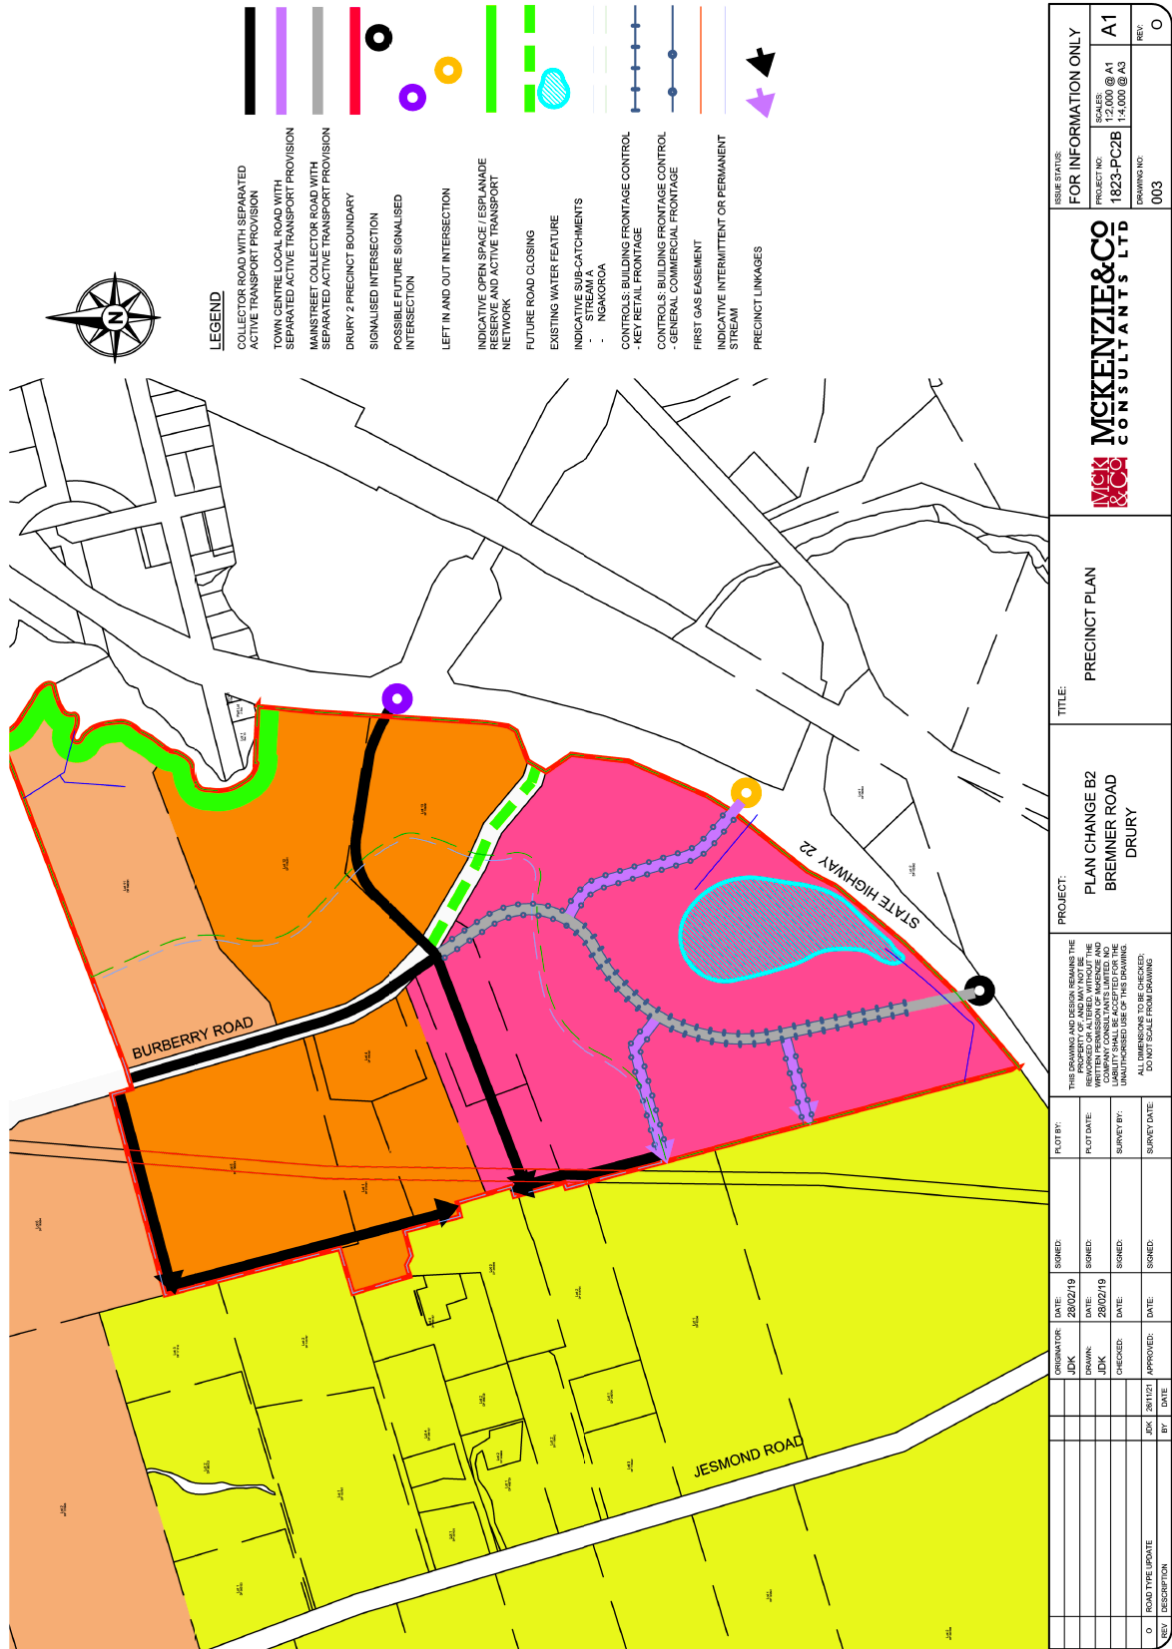 LEGEND
COLLECTOR ROAD WITH SEPARATED
ACTIVE TRANSPORT PROVISION
TOWN CENTRE LOCAL ROAD WITH
SEPARATED ACTIVE TRANSPORT PROVISION
MAINSTREET COLLECTOR ROAD WITH
SEPARATED ACTIVE TRANSPORT PROVISION
DRURY 2 PRECINCT BOUNDARY
SIGNALISED INTERSECTION
POSSIBLE FUTURE SIGNALISED
INTERSECTION
LEFT IN AND OUT INTERSECTION
INDICATIVE OPEN SPACE / ESPLANADE
RESERVE AND ACTIVE TRANSPORT
NETWORK
FUTURE ROAD CLOSING
EXISTING WATER FEATURE
INDICATIVE SUB-CATCHMENTS
- STREAM A
- NGAKOROA
CONTROLS: BUILDING FRONTAGE CONTROL
- KEY RETAIL FRONTAGE
CONTROLS: BUILDING FRONTAGE CONTROL
- GENERAL COMMERCIAL FRONTAGE
FIRST GAS EASEMENT
INDICATIVE INTERMITTENT OR PERMANENT
STREAM
PRECINCT LINKAGES
N
BURBERRY ROAD
STATE HIGHWAY 22
JESMOND ROAD
O
ROAD TYPE UPDATE
JDK
26/11/21
REV
DESCRIPTION
BY
DATE
ORIGINATOR:
JDK
DATE:
28/02/19
SIGNED:
PLOT BY:
DRAWN:
JDK
DATE:
28/02/19
SIGNED:
PLOT DATE:
CHECKED:
DATE:
SIGNED:
SURVEY BY:
APPROVED:
DATE:
SIGNED:
SURVEY DATE:
THIS DRAWING AND DESIGN REMAINS THE
PROPERTY OF, AND MAY NOT BE
REWORKED OR ALTERED, WITHOUT THE
WRITTEN PERMISSION OF McKENZIE AND
COMPANY CONSULTANTS LIMITED. NO
LIABILITY SHALL BE ACCEPTED FOR THE
UNAUTHORISED USE OF THIS DRAWING.
ALL DIMENSIONS TO BE CHECKED;
DO NOT SCALE FROM DRAWING
PROJECT:
PLAN CHANGE B2
BREMNER ROAD
DRURY
TITLE:
PRECINCT PLAN
McK
&Co
McKENZIE&CO
CONSULTANTS LTD
ISSUE STATUS:
FOR INFORMATION ONLY
PROJECT NO:
1823-PC2B
SCALES:
1:2,000 @ A1
1:4,000 @ A3
A1
DRAWING NO:
003
REV:
O